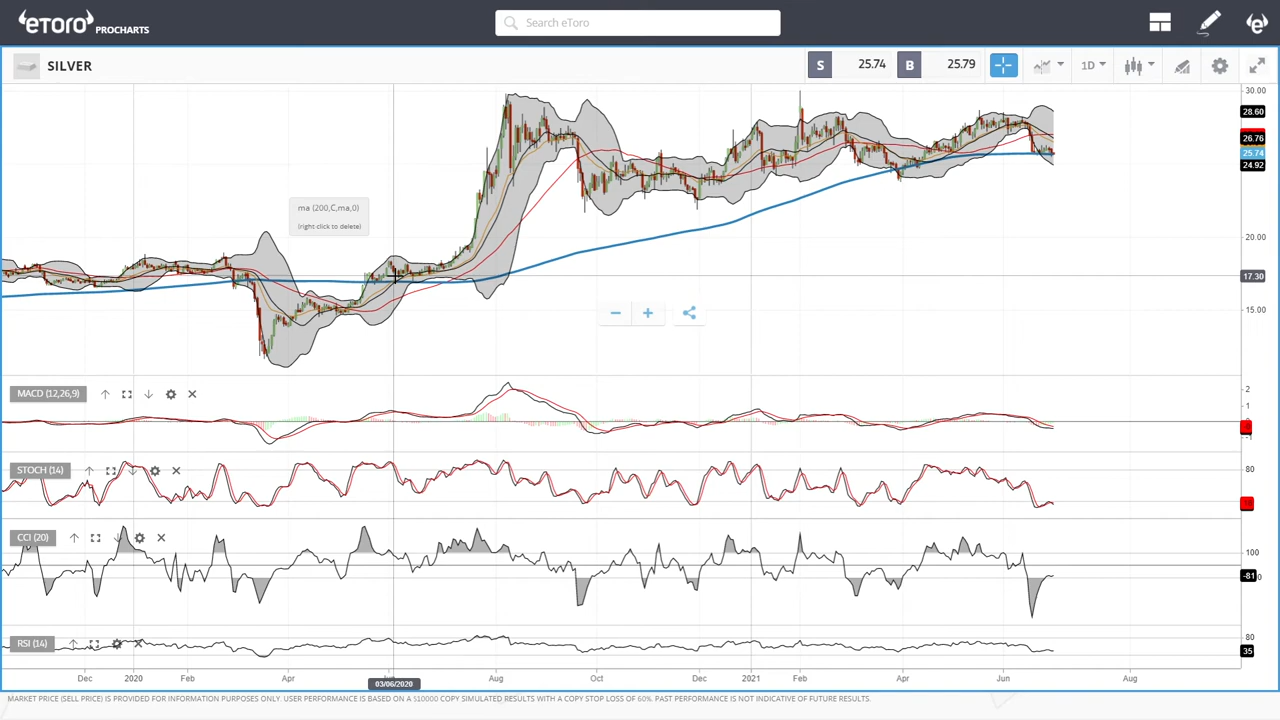 eToro PROCHARTS
Search eToro
SILVER
S 25.74 B 25.79
1D
30.00
28.60
26.76
25.74
24.92
ma (200,C,ma,0)
(right-click to delete)
20.00
17.30
15.00
MACD (12,26,9)
2
1
-1
STOCH (14)
80
CCI (20)
100
-81
RSI (14)
80
35
Dec 2020 Feb Apr Jun Aug Oct Dec 2021 Feb Apr Jun Aug
03/06/2020
MARKET PRICE (SELL PRICE) IS PROVIDED FOR INFORMATION PURPOSES ONLY. USER PERFORMANCE IS BASED ON A $10000 COPY SIMULATED RESULTS WITH A COPY STOP LOSS OF 60%. PAST PERFORMANCE IS NOT INDICATIVE OF FUTURE RESULTS.